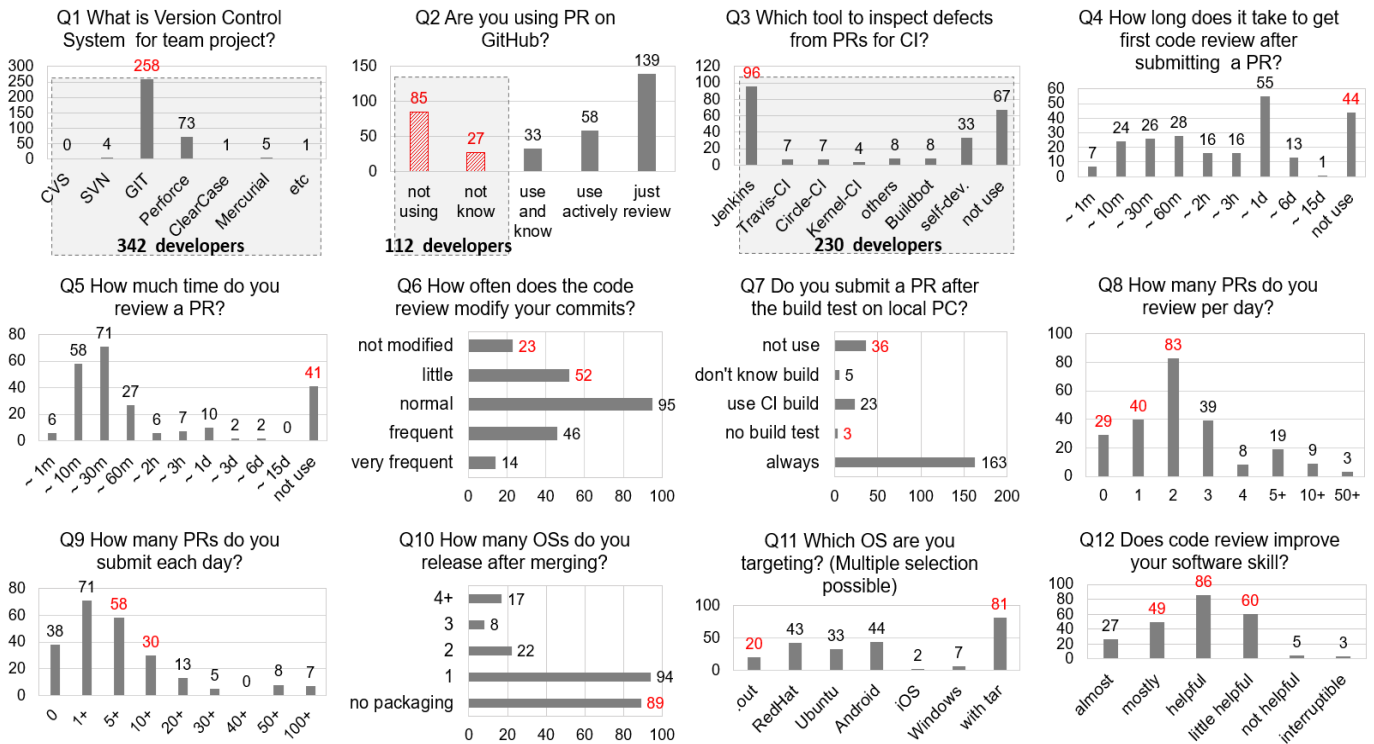 Q1 What is Version Control
System for team project?
300
250
200
150
100
50
0
0
4
258
73
1
5
1
CVS
SVN
GIT
Perforce
ClearCase
Mercurial
etc
342 developers
Q2 Are you using PR on
GitHub?
150
100
50
0
85
27
33
58
139
not
using
not
know
use
and
know
use
actively
just
review
112 developers
Q3 Which tool to inspect defects
from PRs for CI?
120
100
80
60
40
20
0
96
7
7
4
8
8
33
67
Jenkins
Travis-CI
Circle-CI
Kernel-CI
others
Buildbot
self-dev.
not use
230 developers
Q4 How long does it take to get
first code review after
submitting a PR?
60
50
40
30
20
10
0
7
24
26
28
16
16
55
13
1
44
~ 1m
~ 10m
~ 30m
~ 60m
~ 2h
~ 3h
~ 1d
~ 6d
~ 15d
not use
Q5 How much time do you
review a PR?
80
60
40
20
0
6
58
71
27
6
7
10
2
2
0
41
~ 1m
~ 10m
~ 30m
~ 60m
~ 2h
~ 3h
~ 1d
~ 3d
~ 6d
~ 15d
not use
Q6 How often does the code
review modify your commits?
not modified 23
little 52
normal 95
frequent 46
very frequent 14
0 20 40 60 80 100
Q7 Do you submit a PR after
the build test on local PC?
not use 36
don't know build 5
use CI build 23
no build test 3
always 163
0 50 100 150 200
Q8 How many PRs do you
review per day?
100
80
60
40
20
0
29
40
83
39
8
19
9
3
0 1 2 3 4 5+ 10+ 50+
Q9 How many PRs do you
submit each day?
80
60
40
20
0
38
71
58
30
13
5
0
8
7
0
1+
5+
10+
20+
30+
40+
50+
100+
Q10 How many OSs do you
release after merging?
4+ 17
3 8
2 22
1 94
no packaging 89
0 20 40 60 80 100
Q11 Which OS are you
targeting? (Multiple selection
possible)
100
50
0
20
43
33
44
2
7
81
.out
RedHat
Ubuntu
Android
iOS
Windows
with tar
Q12 Does code review improve
your software skill?
100
80
60
40
20
0
27
49
86
60
5
3
almost
mostly
helpful
little helpful
not helpful
interruptible